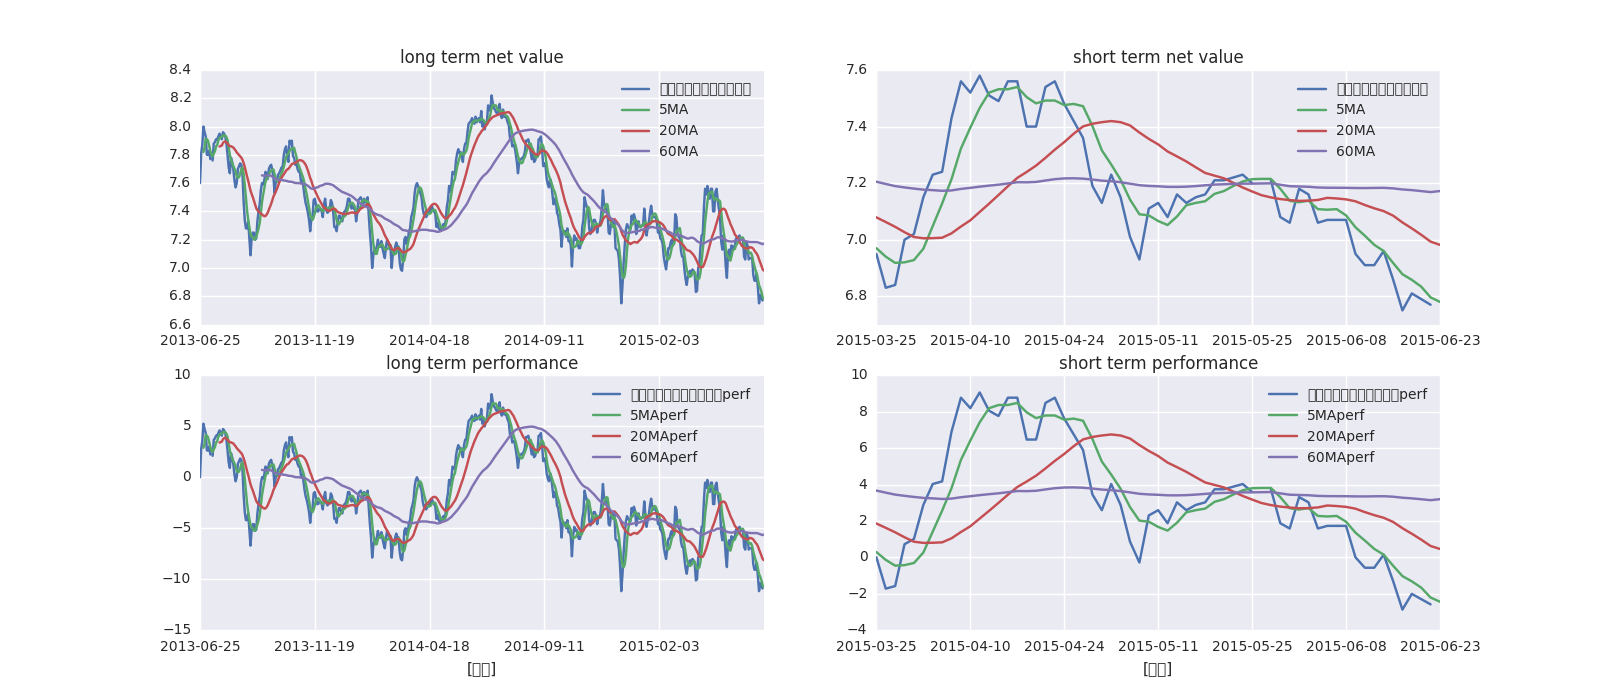 long term net value
8.4
8.2
8.0
7.8
7.6
7.4
7.2
7.0
6.8
6.6
5MA
20MA
60MA
2013-06-25 2013-11-19 2014-04-18 2014-09-11 2015-02-03
short term net value
7.6
7.4
7.2
7.0
6.8
5MA
20MA
60MA
2015-03-25 2015-04-10 2015-04-24 2015-05-11 2015-05-25 2015-06-08 2015-06-23
long term performance
10
5
0
−5
−10
−15
perf
5MAperf
20MAperf
60MAperf
2013-06-25 2013-11-19 2014-04-18 2014-09-11 2015-02-03
short term performance
10
8
6
4
2
0
−2
−4
perf
5MAperf
20MAperf
60MAperf
2015-03-25 2015-04-10 2015-04-24 2015-05-11 2015-05-25 2015-06-08 2015-06-23